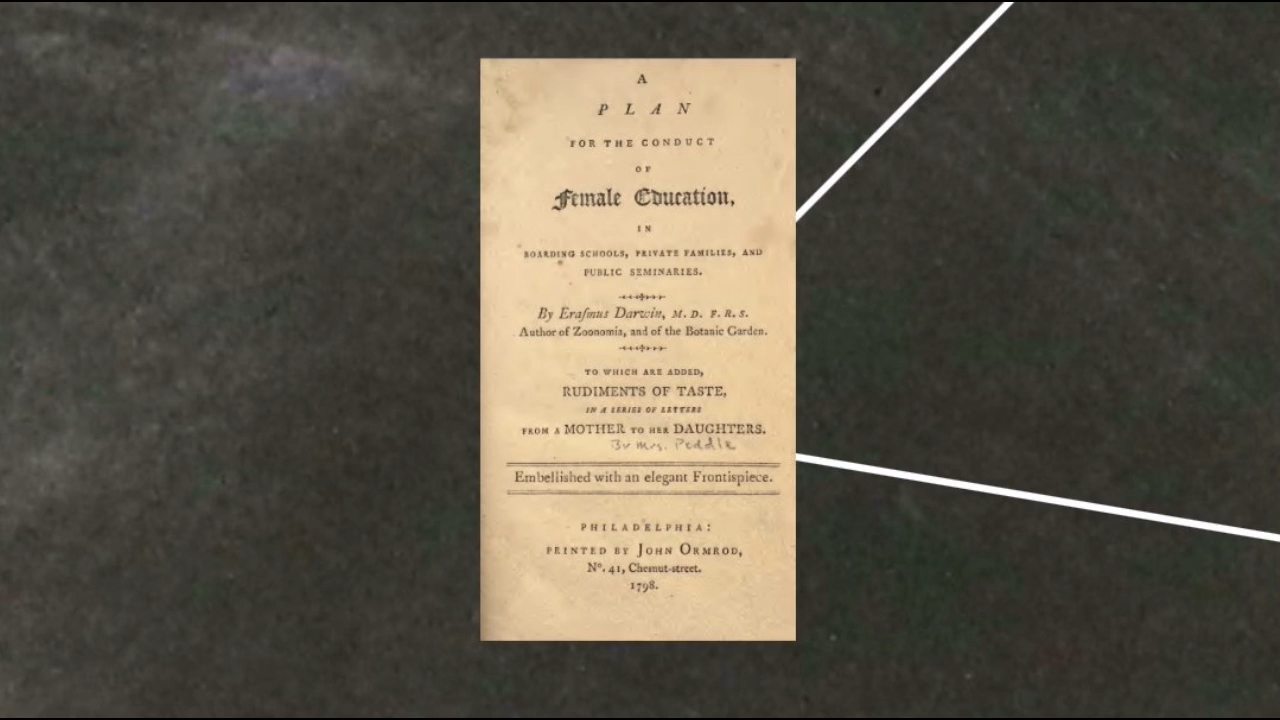 A
PLAN
FOR THE CONDUCT
OF
Female Education,
IN
BOARDING SCHOOLS, PRIVATE FAMILIES, AND
PUBLIC SEMINARIES.
By Eraſmus Darwin, M. D. F. R. S.
Author of Zoonomia, and of the Botanic Garden.
TO WHICH ARE ADDED,
RUDIMENTS OF TASTE,
IN A SERIES OF LETTERS
FROM A MOTHER TO HER DAUGHTERS.
By Mrs. Peddle
Embellished with an elegant Frontispiece.
PHILADELPHIA:
PRINTED BY JOHN ORMROD,
No. 41, Chesnut-street.
1798.